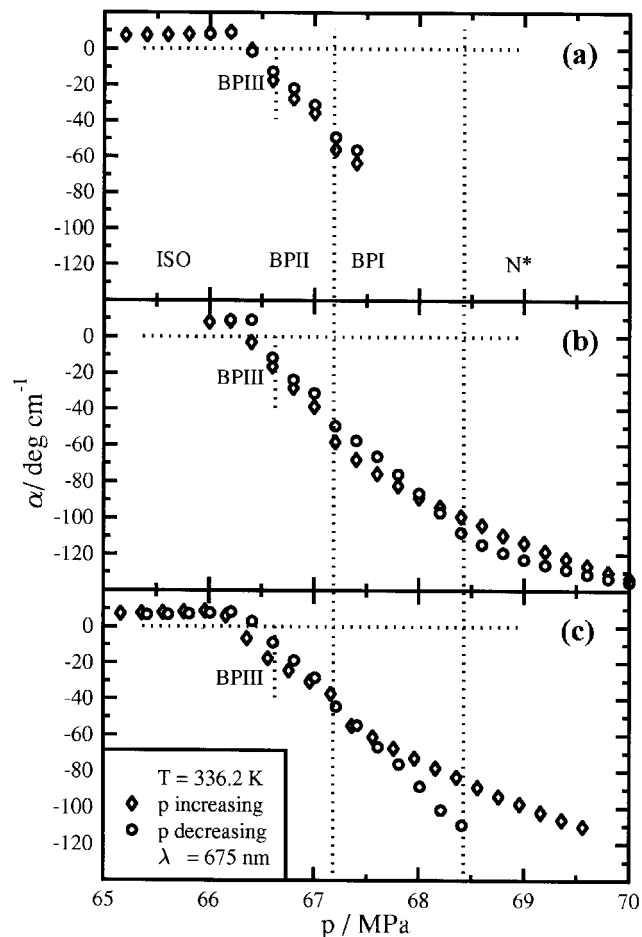 0
-20
-40
-60
-80
-100
-120
(a)
BPIII
ISO
BPII
BPI
N*
0
-20
-40
-60
-80
-100
-120
(b)
BPIII
α/ deg cm⁻¹
0
-20
-40
-60
-80
-100
-120
(c)
BPIII
T = 336.2 K
p increasing
p decreasing
λ = 675 nm
65 66 67 68 69 70
p / MPa